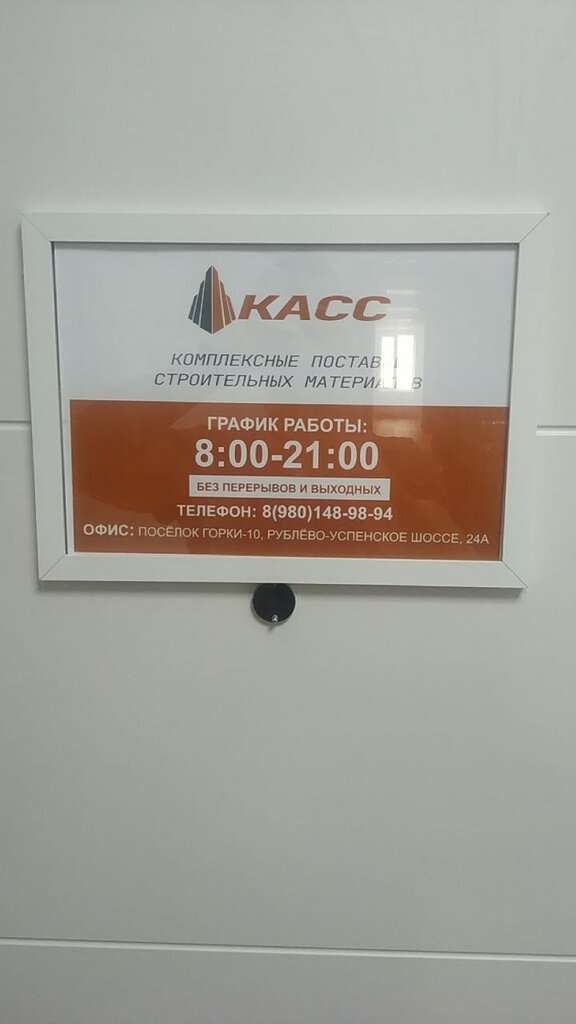 КАСС
КОМПЛЕКСНЫЕ ПОСТАВКИ
СТРОИТЕЛЬНЫХ МАТЕРИАЛОВ
ГРАФИК РАБОТЫ:
8:00-21:00
БЕЗ ПЕРЕРЫВОВ И ВЫХОДНЫХ
ТЕЛЕФОН: 8(980)148-98-94
ОФИС: ПОСЁЛОК ГОРКИ-10, РУБЛЁВО-УСПЕНСКОЕ ШОССЕ, 24А